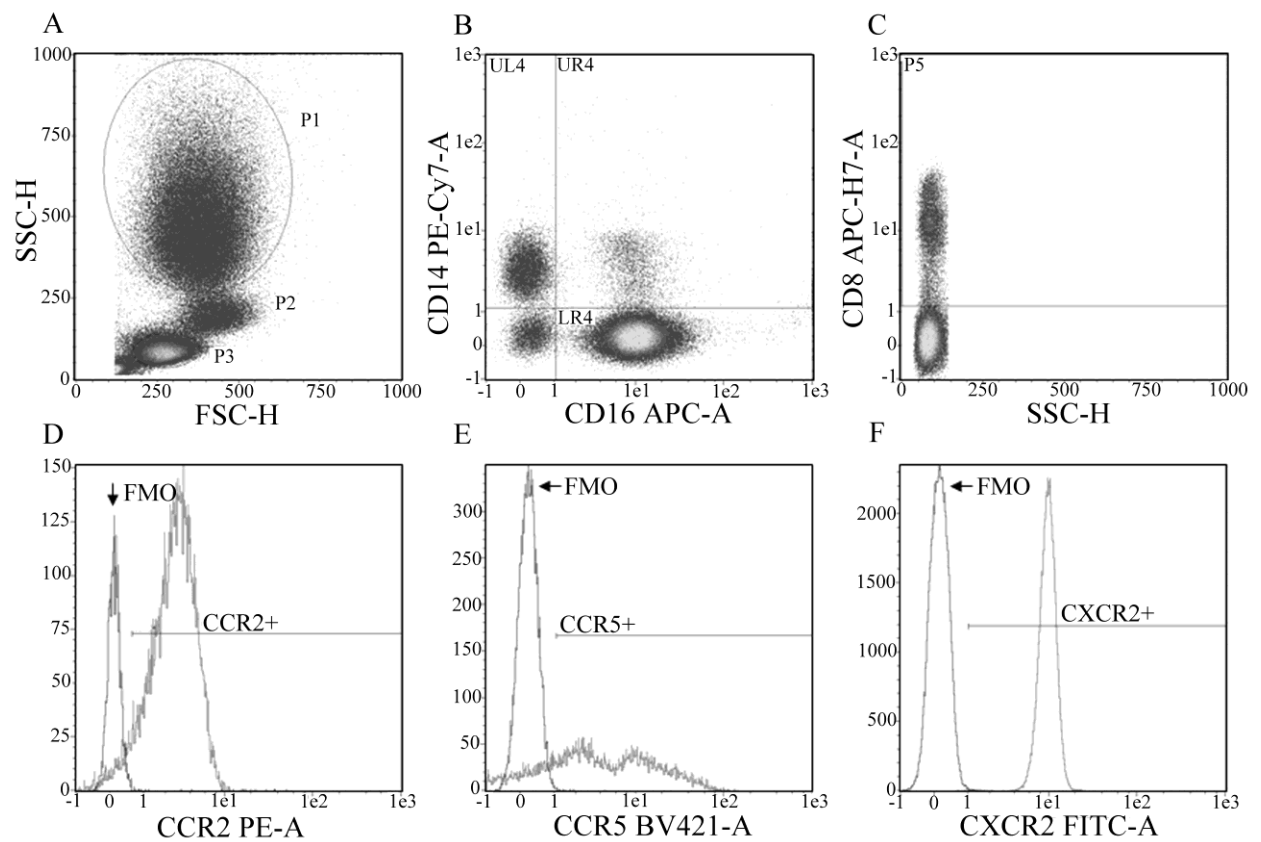 A
1000
750
500
250
0
SSC-H
P1
P2
P3
0 250 500 750 1000
FSC-H
B
1e3
1e2
1e1
1
0
-1
CD14 PE-Cy7-A
UL4 UR4
LR4
-1 0 1 1e1 1e2 1e3
CD16 APC-A
C
1e3
1e2
1e1
1
0
-1
CD8 APC-H7-A
P5
0 250 500 750 1000
SSC-H
D
150
125
100
75
50
25
0
FMO
CCR2+
-1 0 1 1e1 1e2 1e3
CCR2 PE-A
E
300
250
200
150
100
50
0
FMO
CCR5+
-1 0 1 1e1 1e2 1e3
CCR5 BV421-A
F
2000
1500
1000
500
0
FMO
CXCR2+
-1 0 1 1e1 1e2 1e3
CXCR2 FITC-A